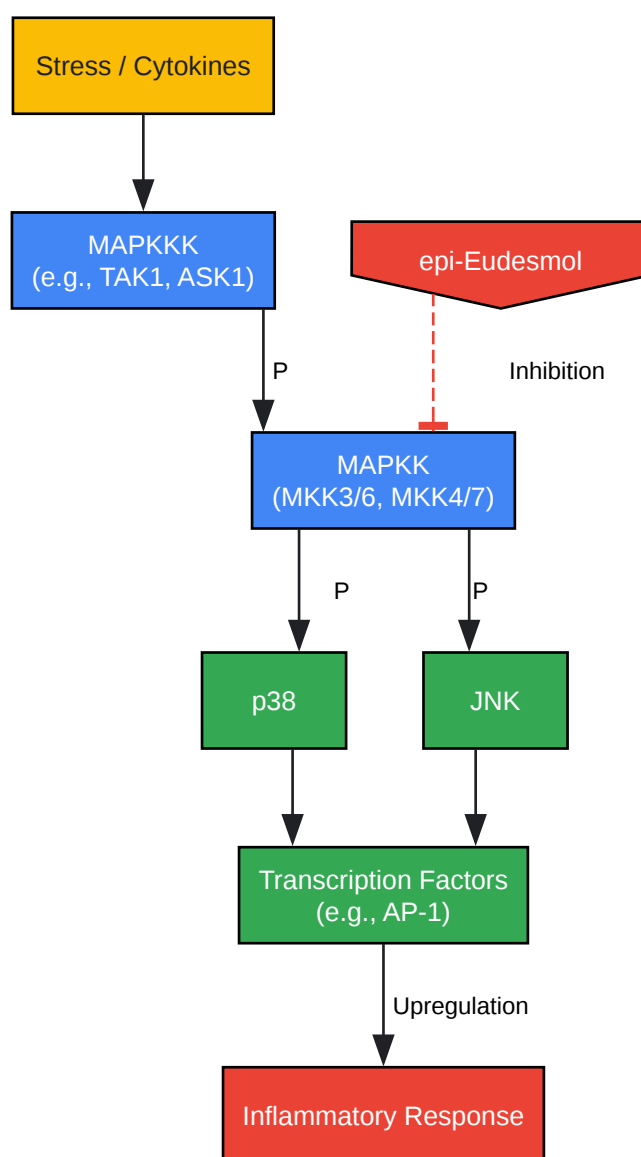 Stress / Cytokines
MAPKKK
(e.g., TAK1, ASK1)
epi-Eudesmol
P
Inhibition
MAPKK
(MKK3/6, MKK4/7)
P
P
p38
JNK
Transcription Factors
(e.g., AP-1)
Upregulation
Inflammatory Response